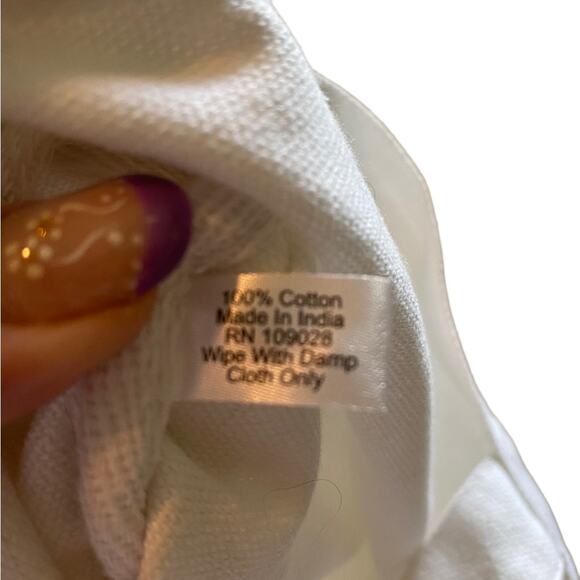 100% Cotton
Made In India
RN 109028
Wipe With Damp
Cloth Only